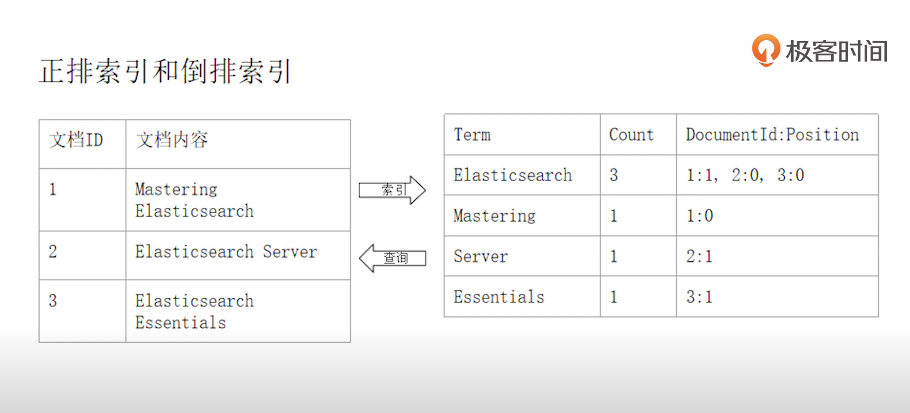 极客时间
正排索引和倒排索引
文档ID 文档内容
1 Mastering
Elasticsearch
2 Elasticsearch Server
3 Elasticsearch
Essentials
索引
查询
Term Count DocumentId:Position
Elasticsearch 3 1:1, 2:0, 3:0
Mastering 1 1:0
Server 1 2:1
Essentials 1 3:1